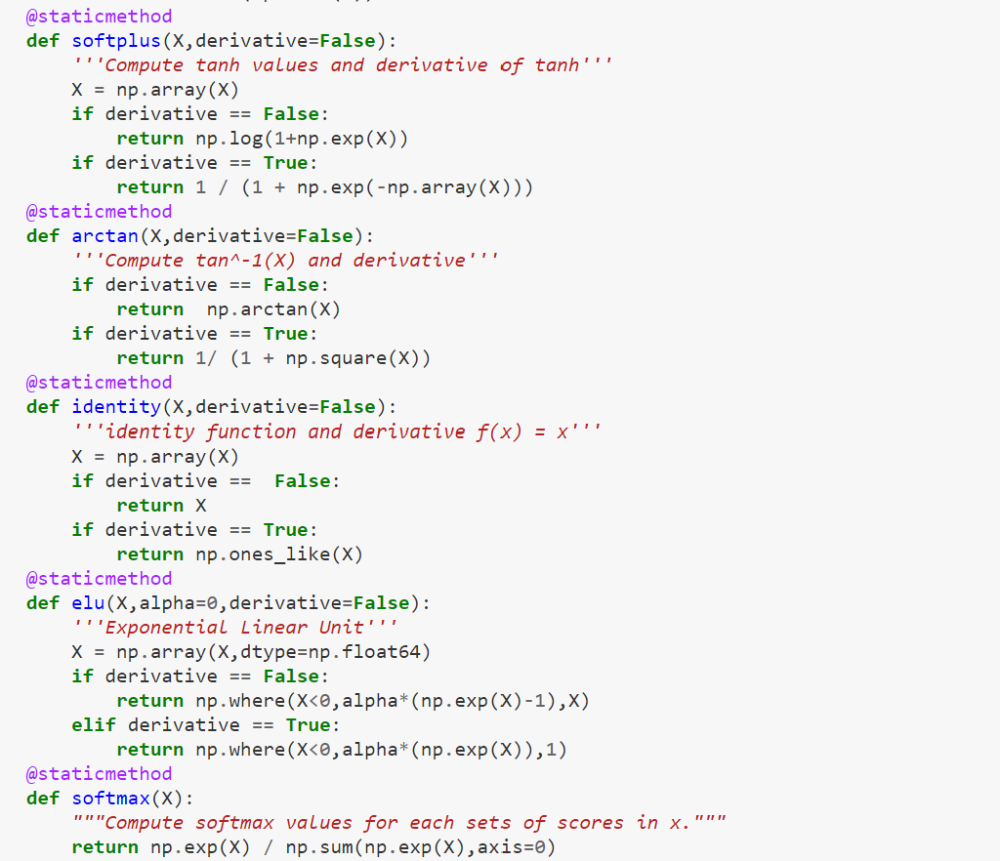 @staticmethod
def softplus(X,derivative=False):
    '''Compute tanh values and derivative of tanh'''
    X = np.array(X)
    if derivative == False:
        return np.log(1+np.exp(X))
    if derivative == True:
        return 1 / (1 + np.exp(-np.array(X)))
@staticmethod
def arctan(X,derivative=False):
    '''Compute tan^-1(X) and derivative'''
    if derivative == False:
        return  np.arctan(X)
    if derivative == True:
        return 1/ (1 + np.square(X))
@staticmethod
def identity(X,derivative=False):
    '''identity function and derivative f(x) = x'''
    X = np.array(X)
    if derivative ==  False:
        return X
    if derivative == True:
        return np.ones_like(X)
@staticmethod
def elu(X,alpha=0,derivative=False):
    '''Exponential Linear Unit'''
    X = np.array(X,dtype=np.float64)
    if derivative == False:
        return np.where(X<0,alpha*(np.exp(X)-1),X)
    elif derivative == True:
        return np.where(X<0,alpha*(np.exp(X)),1)
@staticmethod
def softmax(X):
    """Compute softmax values for each sets of scores in x."""
    return np.exp(X) / np.sum(np.exp(X),axis=0)